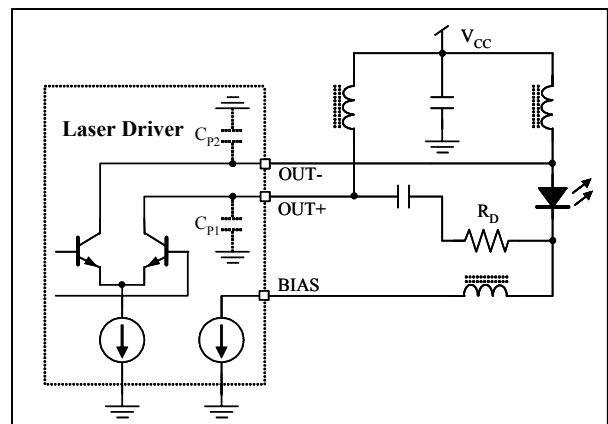 V_CC
Laser Driver
C_P2
OUT-
OUT+
C_P1
R_D
BIAS